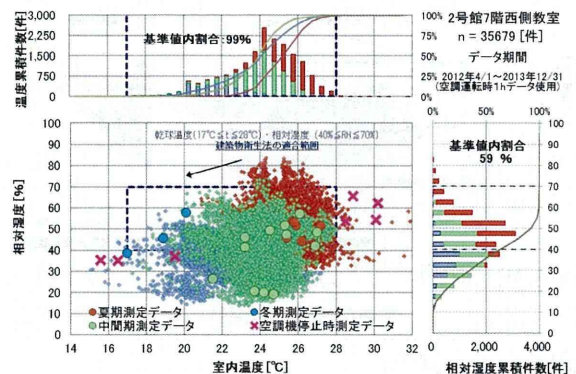 温度累積件数[件]
3,000
2,250
1,500
750
0
基準値内割合:99%
100%
80%
60%
40%
20%
0%
2号館7階西側教室
n = 35679 [件]
データ期間
2012年4/1~2013年12/31
(空調運転時1hデータ使用)
相対湿度[%]
100
90
80
70
60
50
40
30
20
10
0
乾球温度(17℃≦t≦28℃)・相対湿度(40%≦RH≦70%)
建築物衛生法の適合範囲
夏期測定データ
冬期測定データ
中間期測定データ
空調機停止時測定データ
14 16 18 20 22 24 26 28 30 32
室内温度[℃]
0% 20% 40% 60% 80% 100%
基準値内割合
59 %
0 2,000 4,000
相対湿度累積件数[件]